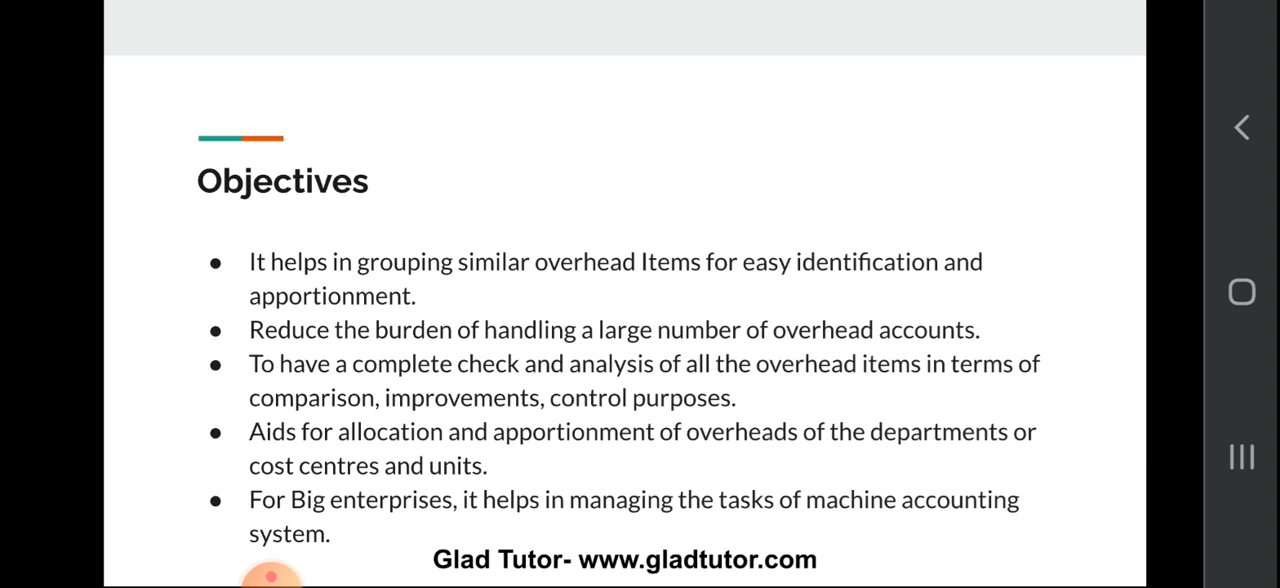 Objectives
● It helps in grouping similar overhead Items for easy identification and
apportionment.
● Reduce the burden of handling a large number of overhead accounts.
● To have a complete check and analysis of all the overhead items in terms of
comparison, improvements, control purposes.
● Aids for allocation and apportionment of overheads of the departments or
cost centres and units.
● For Big enterprises, it helps in managing the tasks of machine accounting
system.
Glad Tutor- www.gladtutor.com